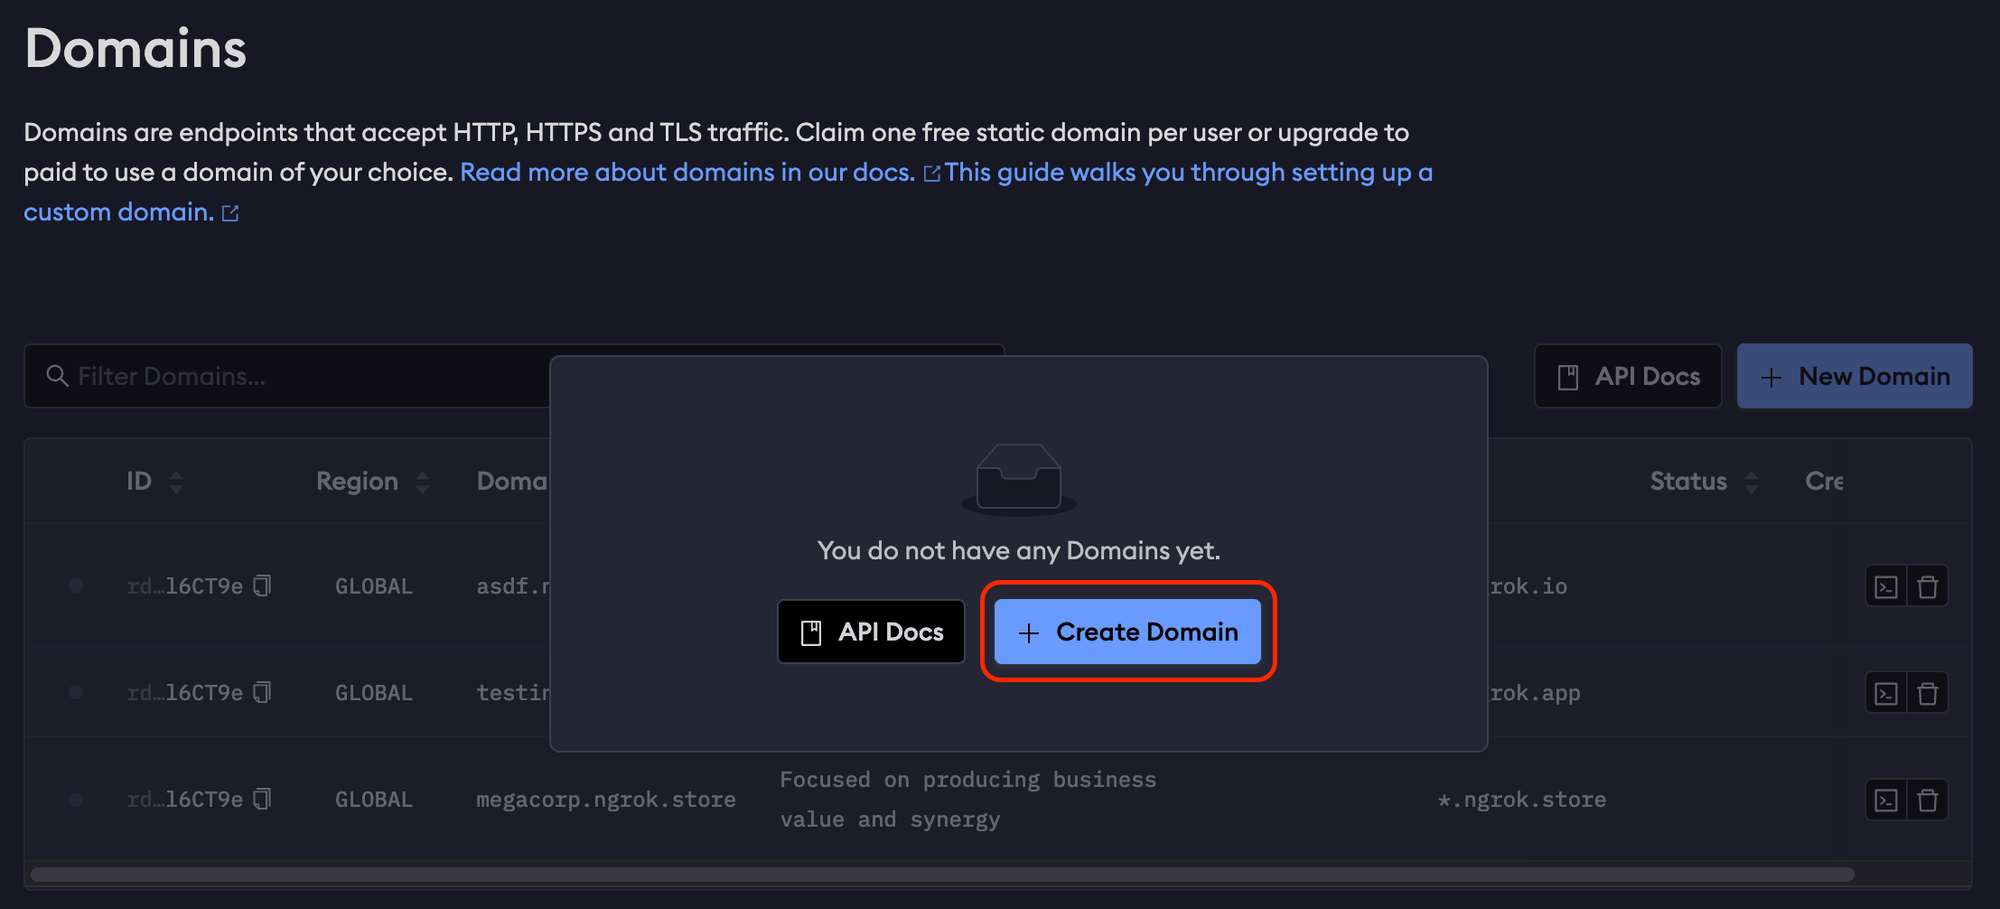 Domains
Domains are endpoints that accept HTTP, HTTPS and TLS traffic. Claim one free static domain per user or upgrade to
paid to use a domain of your choice. Read more about domains in our docs. This guide walks you through setting up a
custom domain.
Filter Domains...
API Docs
+ New Domain
ID
Region
Doma
Status
Cre
You do not have any Domains yet.
API Docs
+ Create Domain
rd...l6CT9e
GLOBAL
asdf.n
rok.io
rd...l6CT9e
GLOBAL
testin
rok.app
rd...l6CT9e
GLOBAL
megacorp.ngrok.store
Focused on producing business
value and synergy
*.ngrok.store